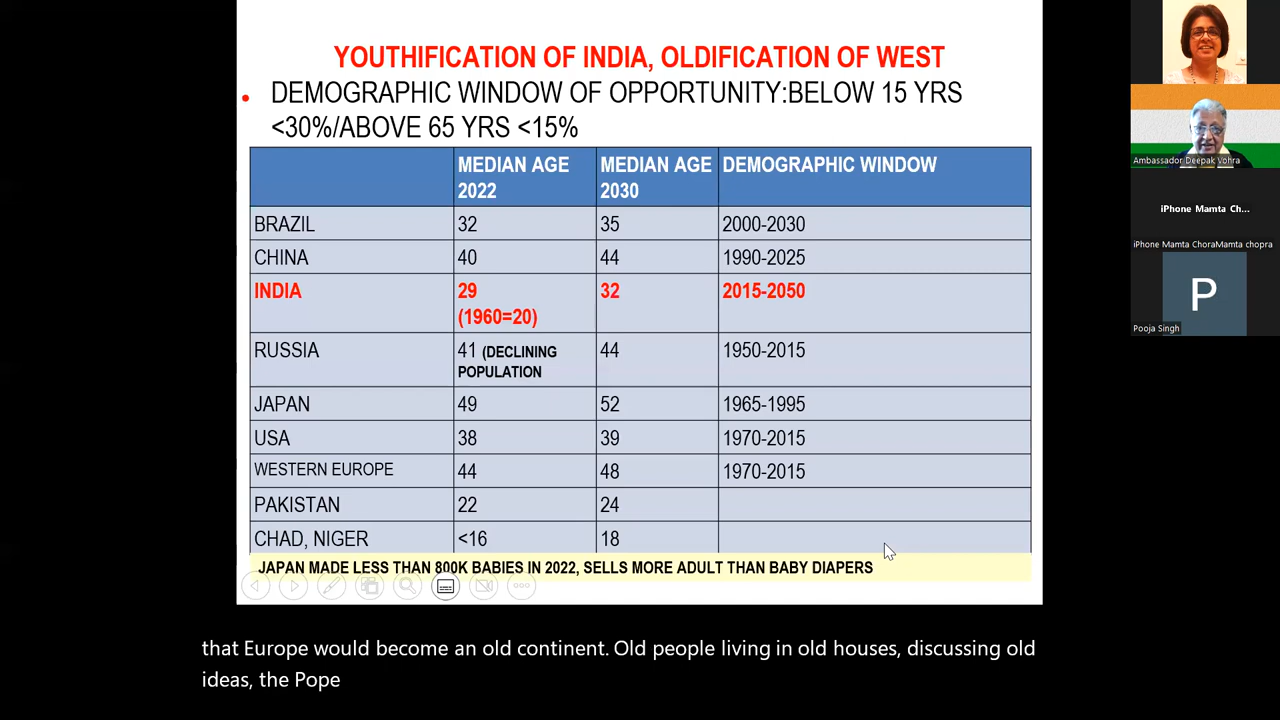 YOUTHIFICATION OF INDIA, OLDIFICATION OF WEST
• DEMOGRAPHIC WINDOW OF OPPORTUNITY:BELOW 15 YRS
<30%/ABOVE 65 YRS <15%
MEDIAN AGE 2022 MEDIAN AGE 2030 DEMOGRAPHIC WINDOW
BRAZIL 32 35 2000-2030
CHINA 40 44 1990-2025
INDIA 29 32 2015-2050
(1960=20)
RUSSIA 41 (DECLINING 44 1950-2015
POPULATION
JAPAN 49 52 1965-1995
USA 38 39 1970-2015
WESTERN EUROPE 44 48 1970-2015
PAKISTAN 22 24
CHAD, NIGER <16 18
JAPAN MADE LESS THAN 800K BABIES IN 2022, SELLS MORE ADULT THAN BABY DIAPERS
that Europe would become an old continent. Old people living in old houses, discussing old
ideas, the Pope
Ambassador Deepak Vohra
iPhone Mamta Ch...
iPhone Mamta ChoraMamta chopra
P
Pooja Singh